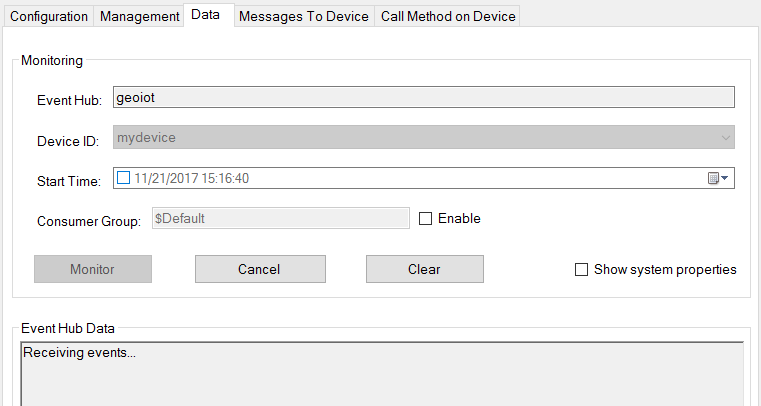 Configuration Management Data Messages To Device Call Method on Device
Monitoring
Event Hub: geoiot
Device ID: mydevice
Start Time: 11/21/2017 15:16:40
Consumer Group: $Default Enable
Monitor Cancel Clear Show system properties
Event Hub Data
Receiving events...